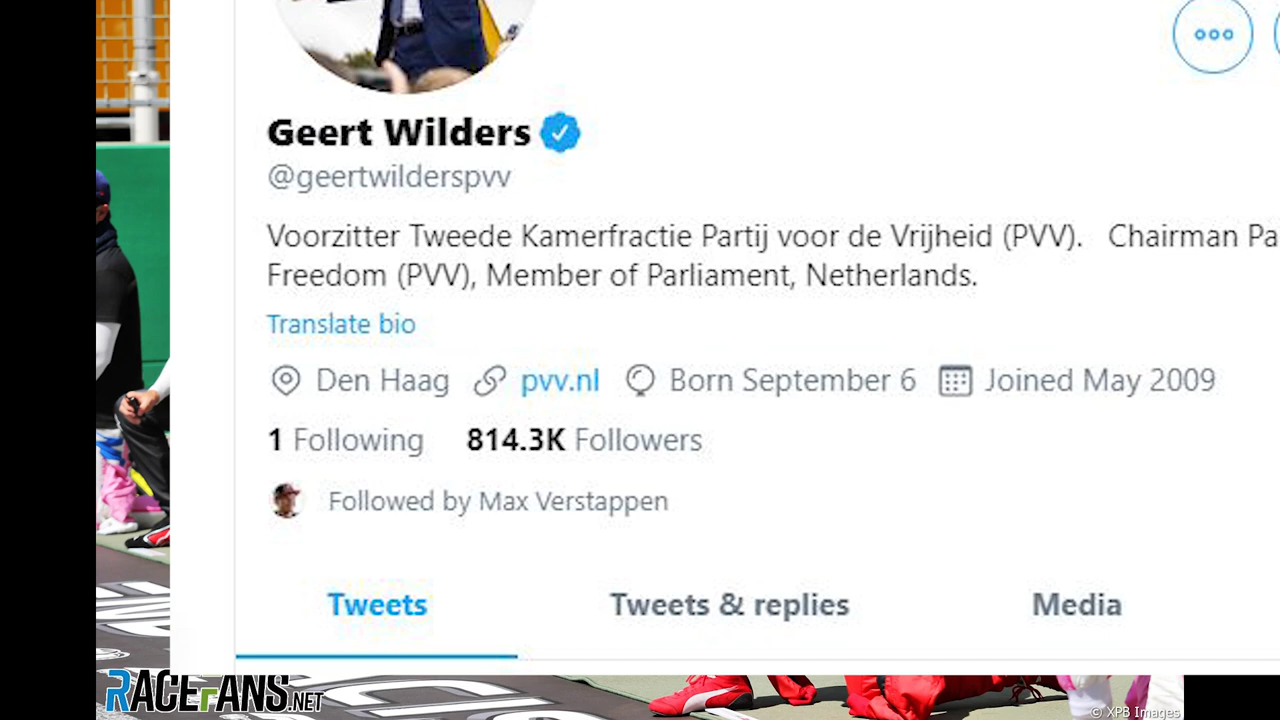 Geert Wilders
@geertwilderspvv
Voorzitter Tweede Kamerfractie Partij voor de Vrijheid (PVV). Chairman Pa
Freedom (PVV), Member of Parliament, Netherlands.
Translate bio
Den Haag pvv.nl Born September 6 Joined May 2009
1 Following 814.3K Followers
Followed by Max Verstappen
Tweets Tweets & replies Media
RACEFANS.NET
© XPB Images